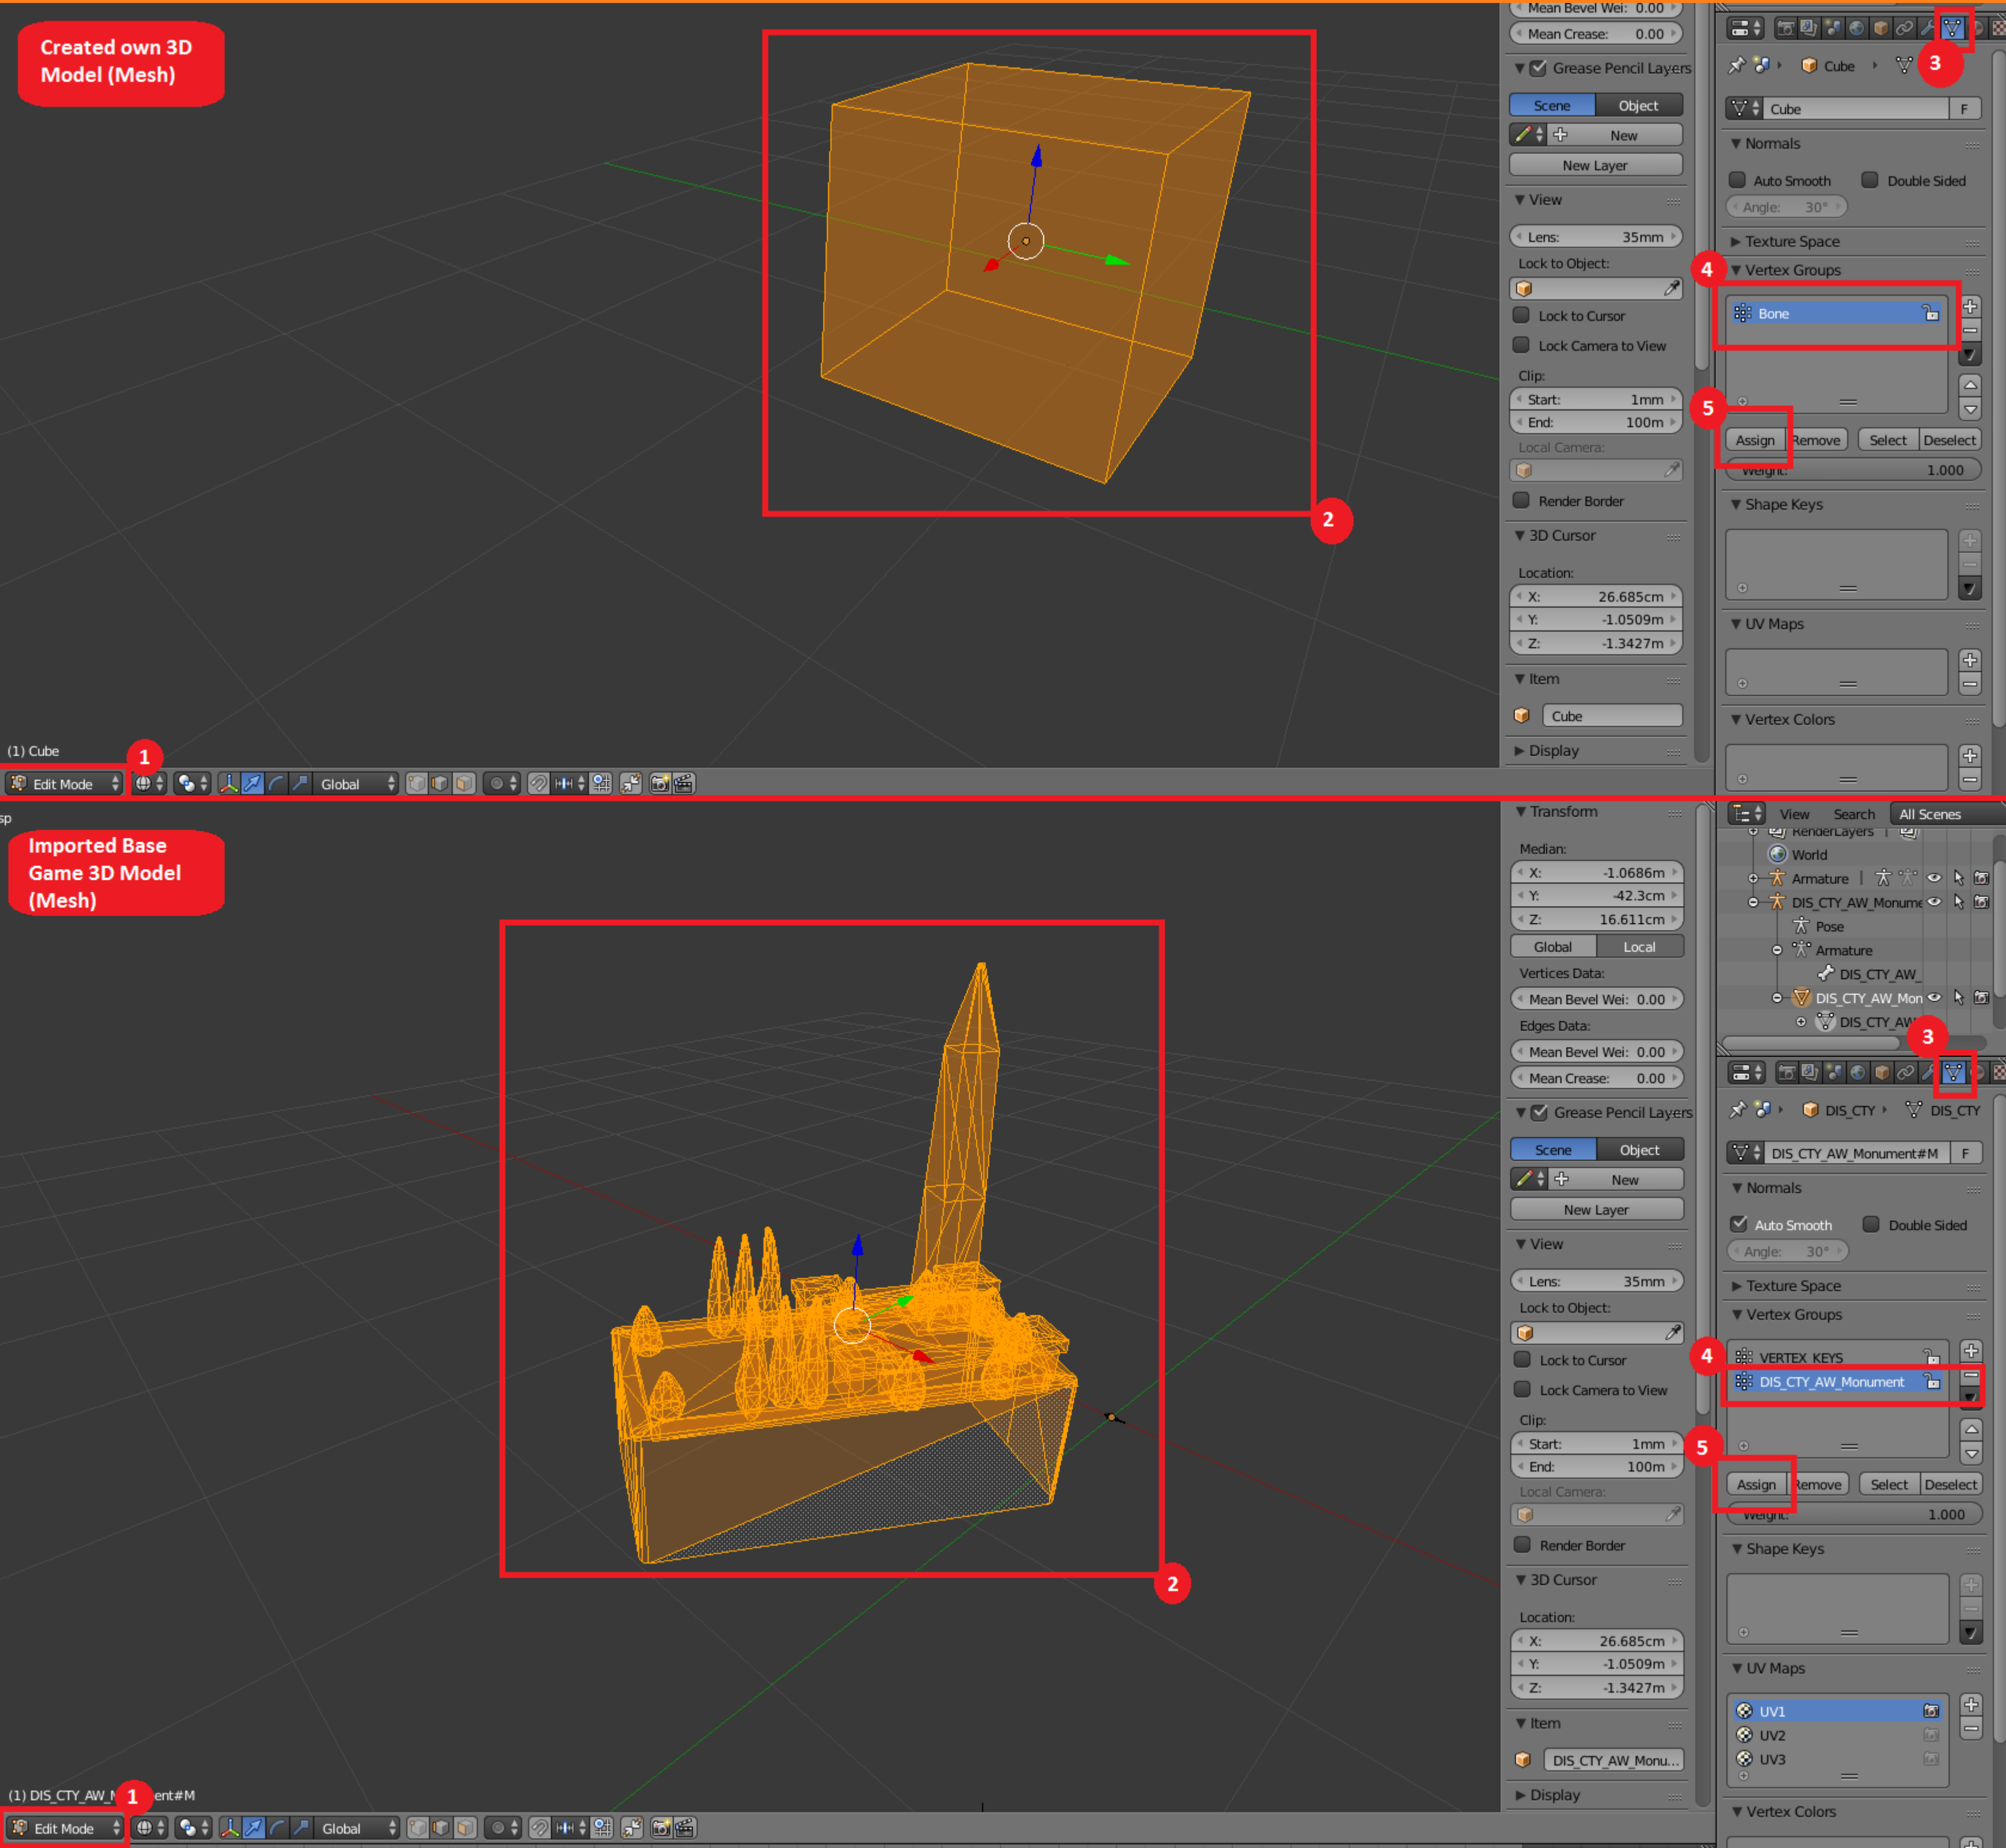 Created own 3D
Model (Mesh)
Mean Bevel Wei: 0.00
Mean Crease: 0.00
Grease Pencil Layers
Scene Object
New
New Layer
View
Lens: 35mm
Lock to Object:
Lock to Cursor
Lock Camera to View
Clip:
Start: 1mm
End: 100m
Local Camera:
Render Border
3D Cursor
Location:
X: 26.685cm
Y: -1.0509m
Z: -1.3427m
Item
Cube
Display
3
Cube
Cube F
Normals
Auto Smooth Double Sided
Angle: 30°
Texture Space
4 Vertex Groups
Bone
5
Assign Remove Select Deselect
Weight: 1.000
Shape Keys
UV Maps
Vertex Colors
2
(1) Cube
1
Edit Mode Global
sp
Imported Base
Game 3D Model
(Mesh)
Transform
Median:
X: -1.0686m
Y: -42.3m
Z: 16.611cm
Global Local
Vertices Data:
Mean Bevel Wei: 0.00
Edges Data:
Mean Bevel Wei: 0.00
Mean Crease: 0.00
Grease Pencil Layers
Scene Object
New
New Layer
View
Lens: 35mm
Lock to Object:
Lock to Cursor
Lock Camera to View
Clip:
Start: 1mm
End: 100m
Local Camera:
Render Border
3D Cursor
Location:
X: 26.685cm
Y: -1.0509m
Z: -1.3427m
Item
DIS_CTY_AW_Monu...
Display
View Search All Scenes
RenderLayers
World
Armature
DIS_CTY_AW_Monume
Pose
Armature
DIS_CTY_AW_
DIS_CTY_AW_Mon
DIS_CTY_AW
3
DIS_CTY DIS_CTY
DIS_CTY_AW_Monument#M F
Normals
Auto Smooth Double Sided
Angle: 30°
Texture Space
Vertex Groups
4 VERTEX_KEYS
DIS_CTY_AW_Monument
5
Assign Remove Select Deselect
Weight: 1.000
Shape Keys
UV Maps
UV1
UV2
UV3
Vertex Colors
2
(1) DIS_CTY_AW_M 1 ent#M
Edit Mode Global